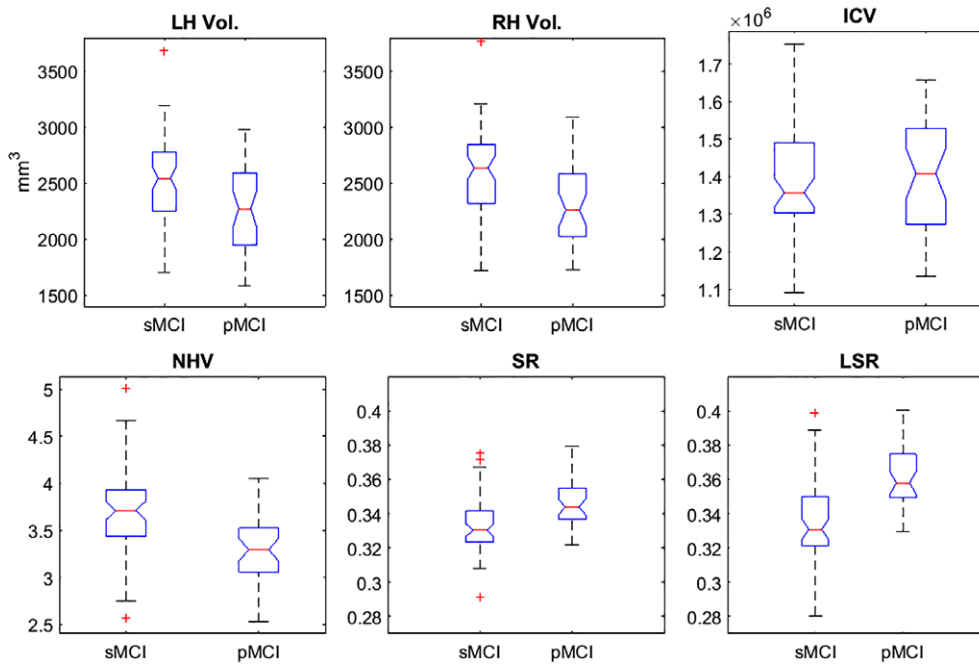 LH Vol.
3500
3000
2500
2000
1500
mm³
sMCI pMCI
RH Vol.
3500
3000
2500
2000
1500
sMCI pMCI
ICV
×10⁶
1.7
1.6
1.5
1.4
1.3
1.2
1.1
sMCI pMCI
NHV
5
4.5
4
3.5
3
2.5
sMCI pMCI
SR
0.4
0.38
0.36
0.34
0.32
0.3
0.28
sMCI pMCI
LSR
0.4
0.38
0.36
0.34
0.32
0.3
0.28
sMCI pMCI